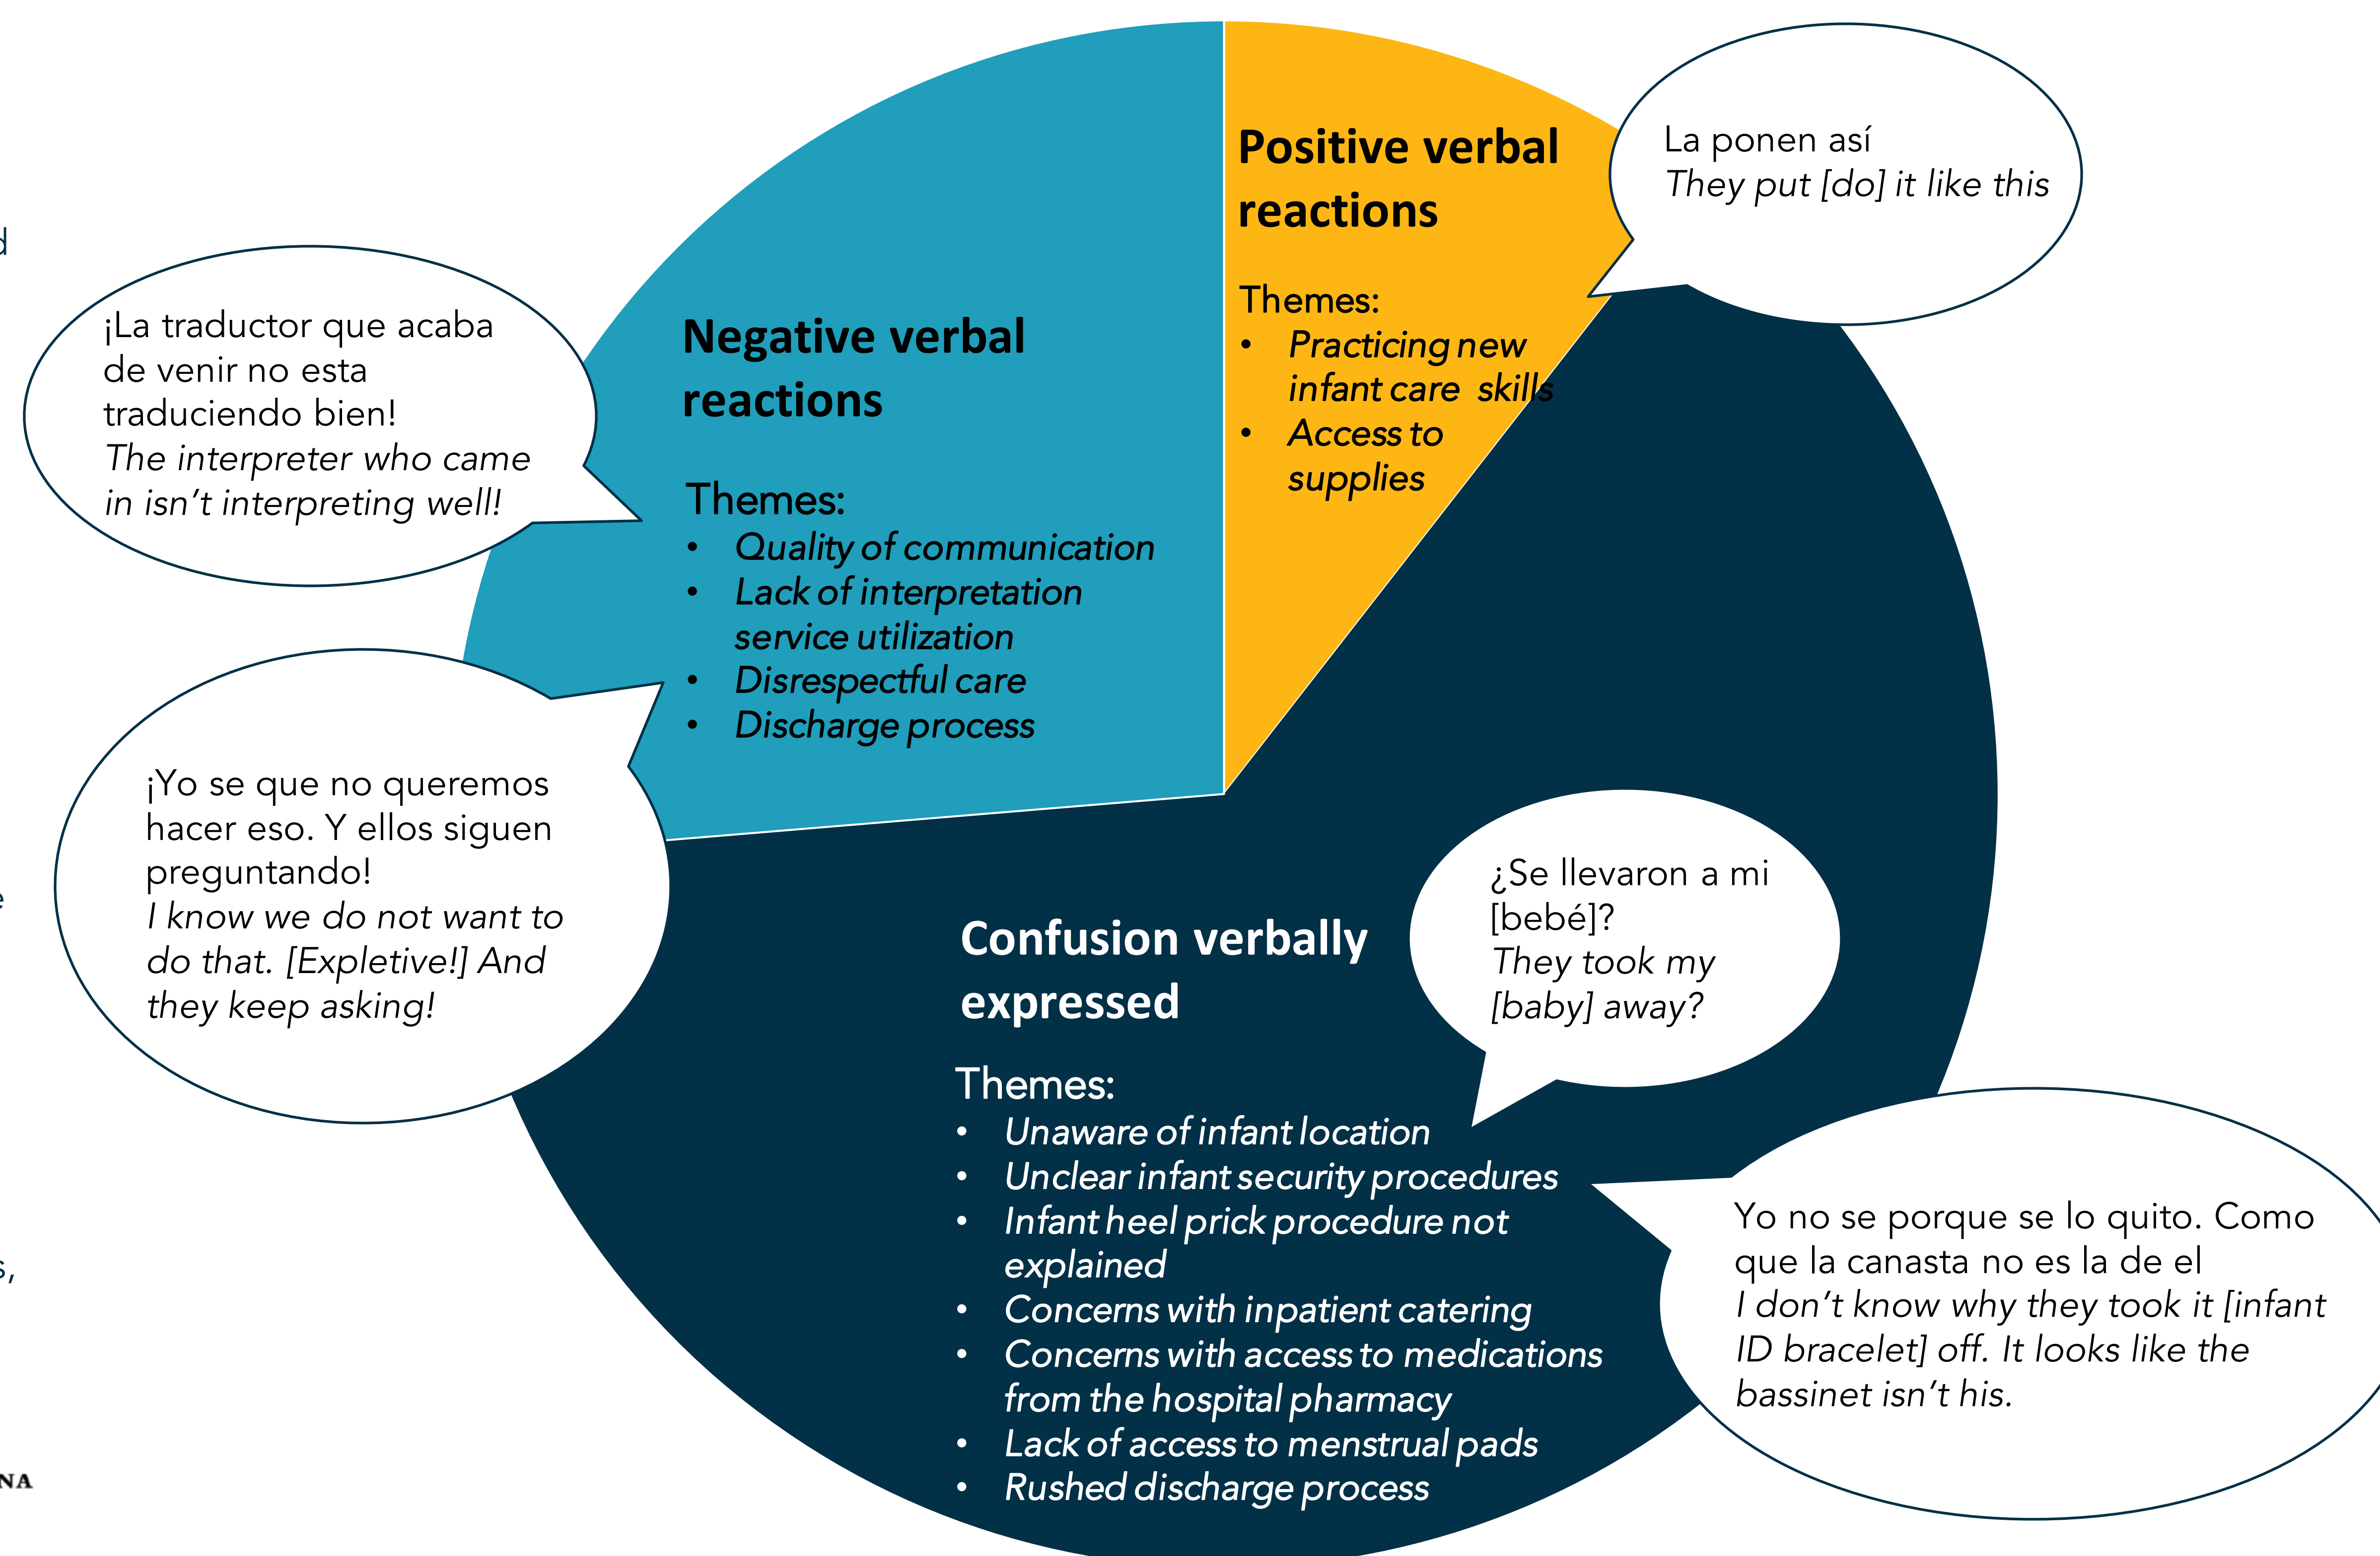 Positive verbal
reactions
Themes:
• Practicing new
infant care skills
• Access to
supplies
La ponen así
They put [do] it like this
Negative verbal
reactions
Themes:
• Quality of communication
• Lack of interpretation
service utilization
• Disrespectful care
• Discharge process
¡La traductor que acaba
de venir no esta
traduciendo bien!
The interpreter who came
in isn't interpreting well!
¡Yo se que no queremos
hacer eso. Y ellos siguen
preguntando!
I know we do not want to
do that. [Expletive!] And
they keep asking!
Confusion verbally
expressed
Themes:
• Unaware of infant location
• Unclear infant security procedures
• Infant heel prick procedure not
explained
• Concerns with inpatient catering
• Concerns with access to medications
from the hospital pharmacy
• Lack of access to menstrual pads
• Rushed discharge process
¿Se llevaron a mi
[bebé]?
They took my
[baby] away?
Yo no se porque se lo quito. Como
que la canasta no es la de el
I don't know why they took it [infant
ID bracelet] off. It looks like the
bassinet isn't his.